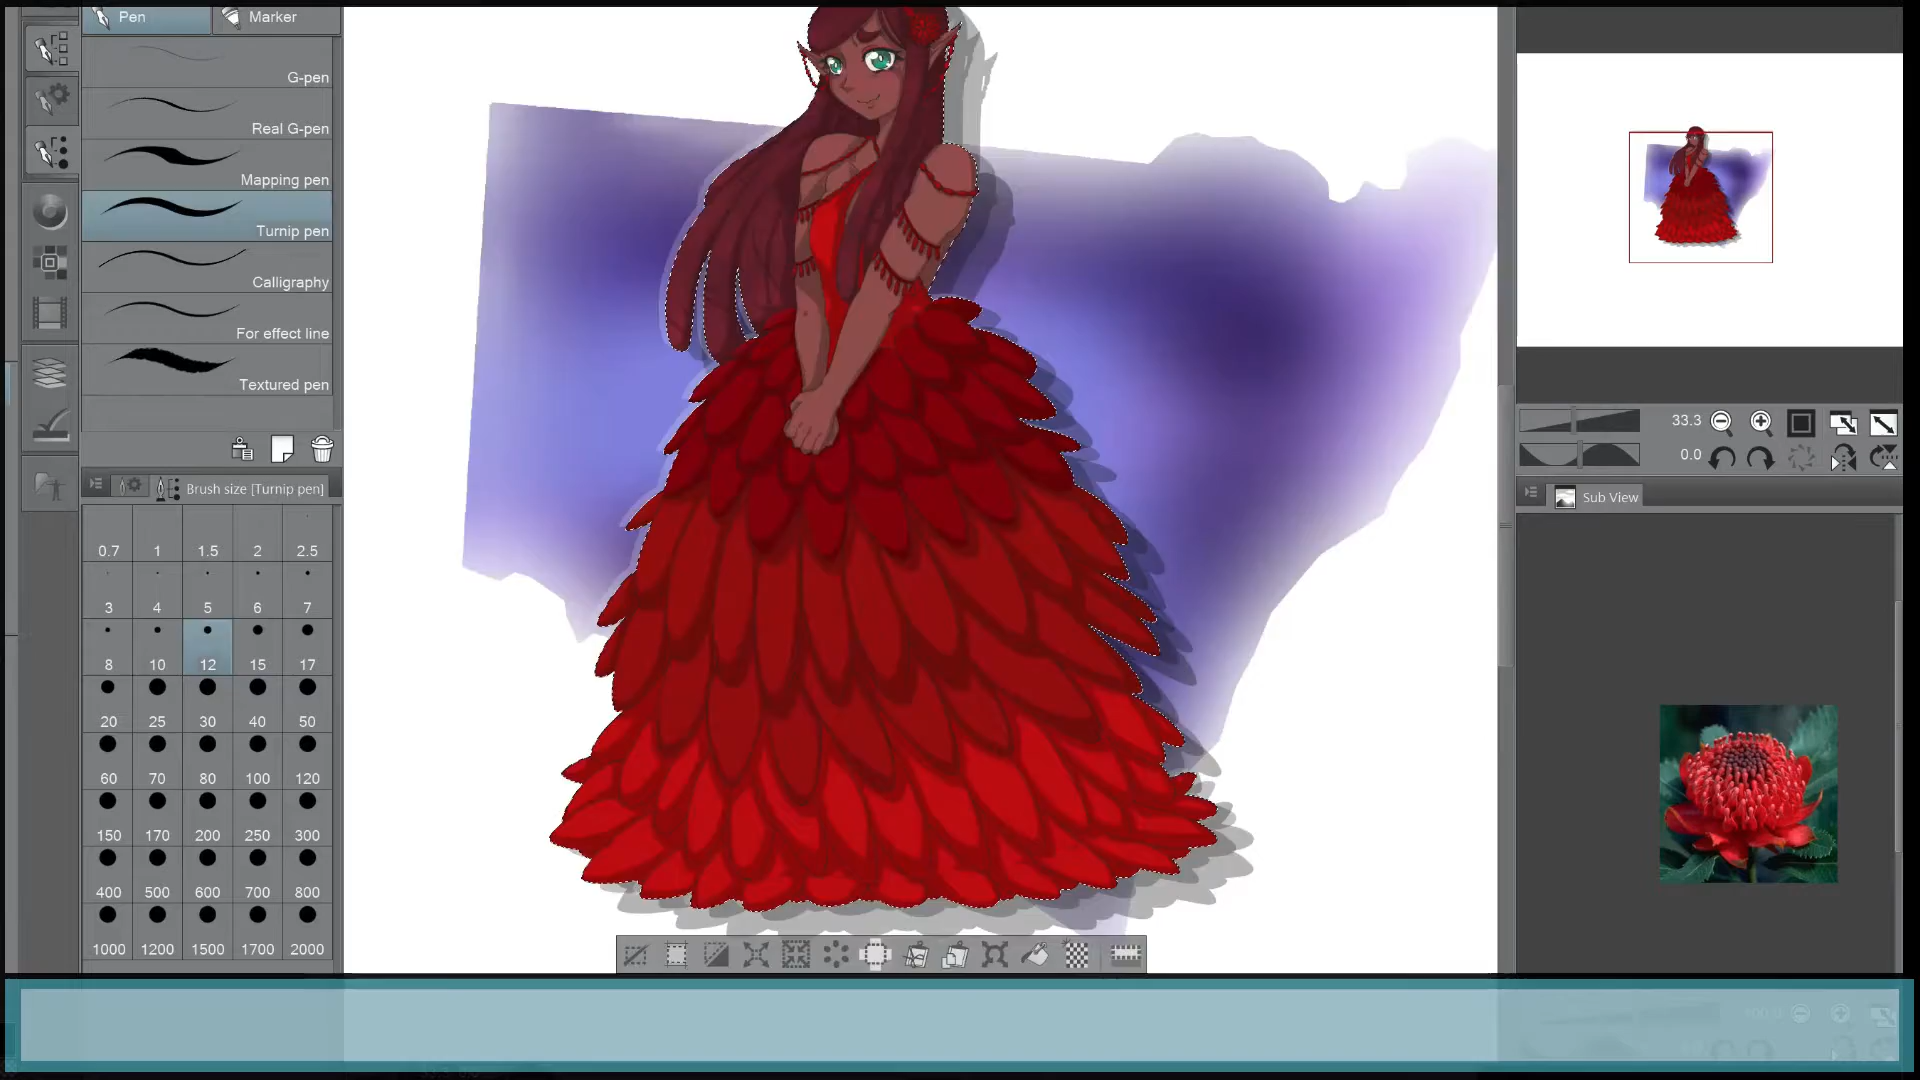 Pen Marker
G-pen
Real G-pen
Mapping pen
Turnip pen
Calligraphy
For effect line
Textured pen
Brush size [Turnip pen]
0.7 1 1.5 2 2.5
3 4 5 6 7
8 10 12 15 17
20 25 30 40 50
60 70 80 100 120
150 170 200 250 300
400 500 600 700 800
1000 1200 1500 1700 2000
33.3
0.0
Sub View